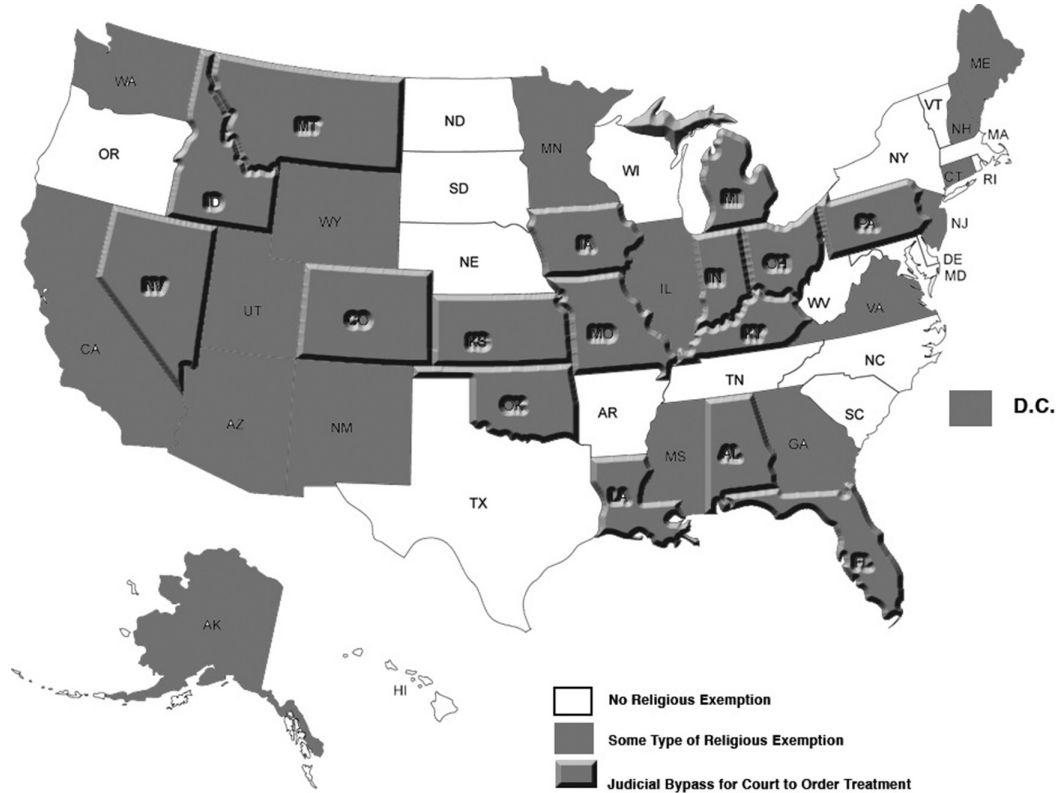 WA
MT
ND
MN
ME
VT
NH
MA
OR
ID
SD
WI
MI
NY
CT
RI
WY
IA
PA
NJ
NE
NV
UT
CO
IL
IN
OH
DE
MD
WV
VA
CA
KS
MO
KY
NC
TN
AZ
NM
OK
AR
SC
D.C.
MS
AL
GA
TX
LA
FL
AK
HI
No Religious Exemption
Some Type of Religious Exemption
Judicial Bypass for Court to Order Treatment